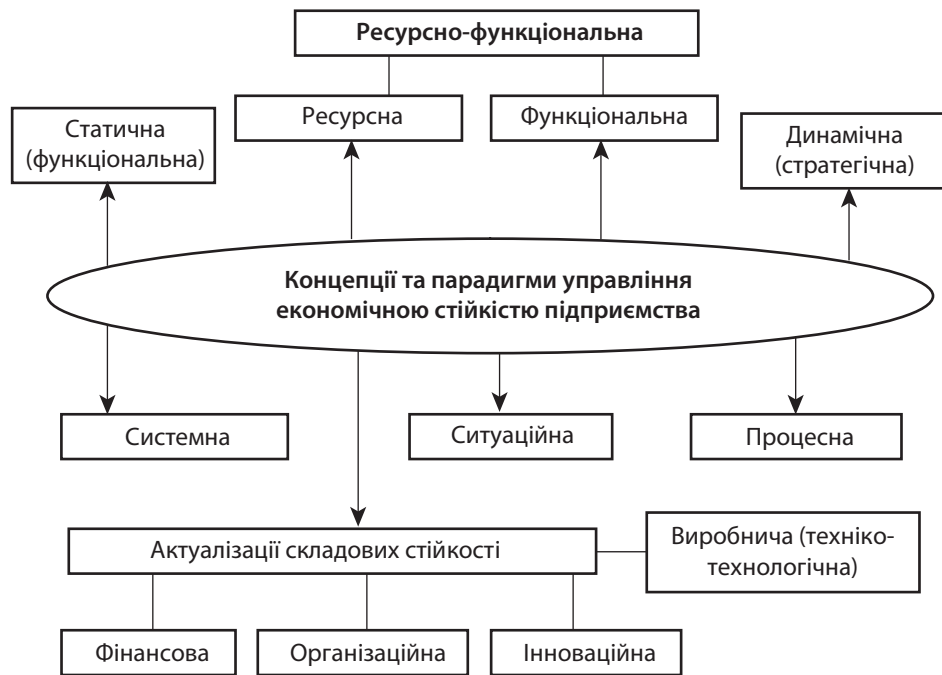 Ресурсно-функціональна
Статична
(функціональна)
Ресурсна
Функціональна
Динамічна
(стратегічна)
Концепції та парадигми управління
економічною стійкістю підприємства
Системна
Ситуаційна
Процесна
Актуалізації складових стійкості
Виробнича (техніко-
технологічна)
Фінансова
Організаційна
Інноваційна